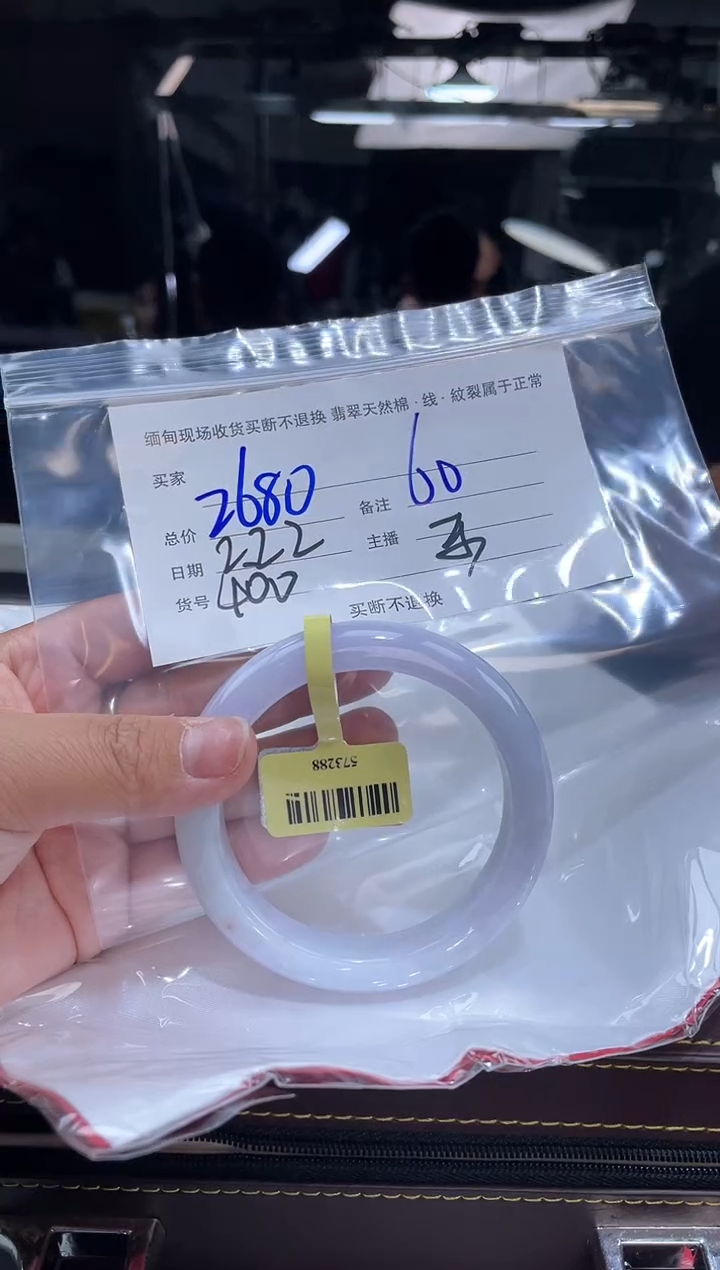 缅甸现场收货买断不退换 翡翠天然棉·线·紋裂属于正常
买家
2680
备注 60
总价
222
主播
日期
货号 400
买断不退换
573288